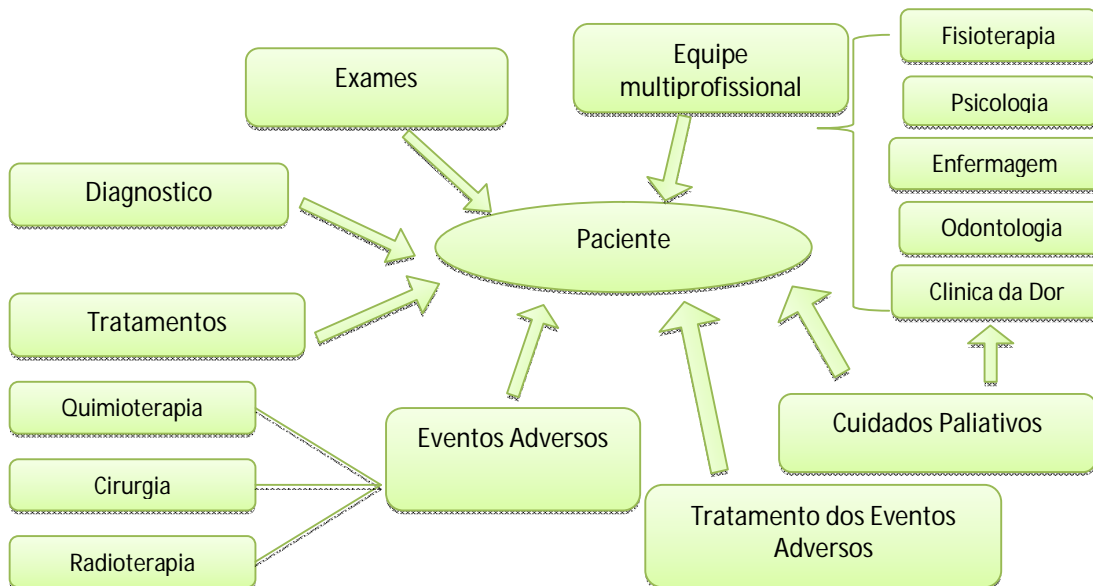 Exames
Equipe
multiprofissional
Fisioterapia
Psicologia
Enfermagem
Odontologia
Clinica da Dor
Diagnostico
Paciente
Tratamentos
Quimioterapia
Cirurgia
Radioterapia
Eventos Adversos
Tratamento dos Eventos
Adversos
Cuidados Paliativos